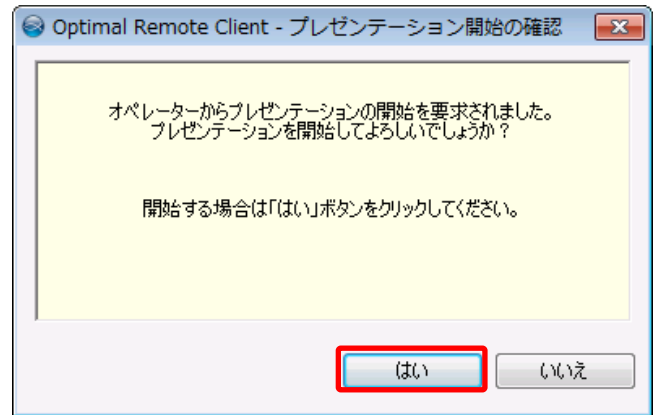 Optimal Remote Client - プレゼンテーション開始の確認
オペレーターからプレゼンテーションの開始を要求されました。
プレゼンテーションを開始してよろしいでしょうか？
開始する場合は「はい」ボタンをクリックしてください。
はい
いいえ